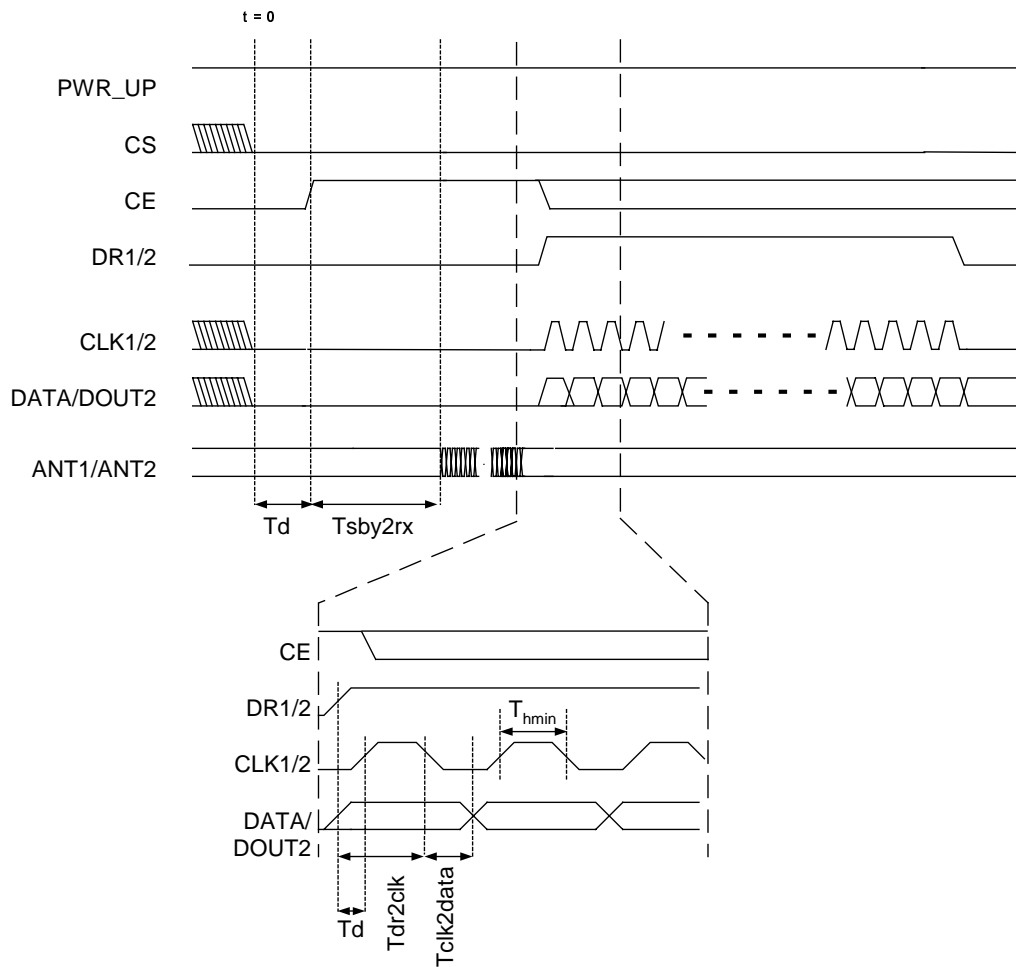 t = 0
PWR_UP
CS
CE
DR1/2
CLK1/2
DATA/DOUT2
ANT1/ANT2
Td
Tsby2rx
CE
DR1/2
Thmin
CLK1/2
DATA/
DOUT2
Td
Tdr2clk
Tclk2data